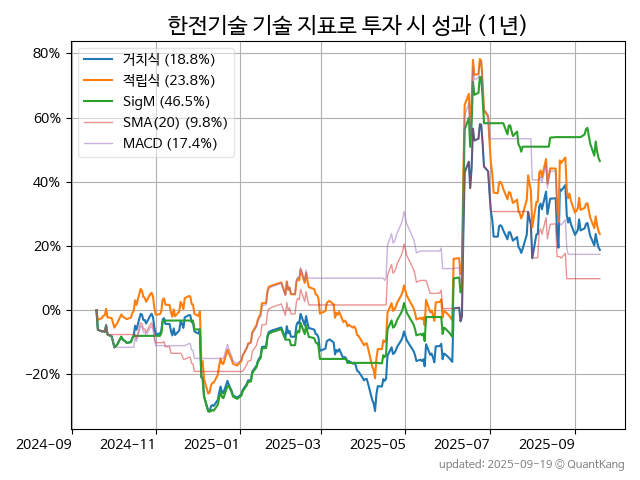 한전기술 기술 지표로 투자 시 성과 (1년)
80%
60%
40%
20%
0%
−20%
거치식 (18.8%)
적립식 (23.8%)
SigM (46.5%)
SMA(20) (9.8%)
MACD (17.4%)
2024-09
2024-11
2025-01
2025-03
2025-05
2025-07
2025-09
updated: 2025-09-19 @ QuantKang